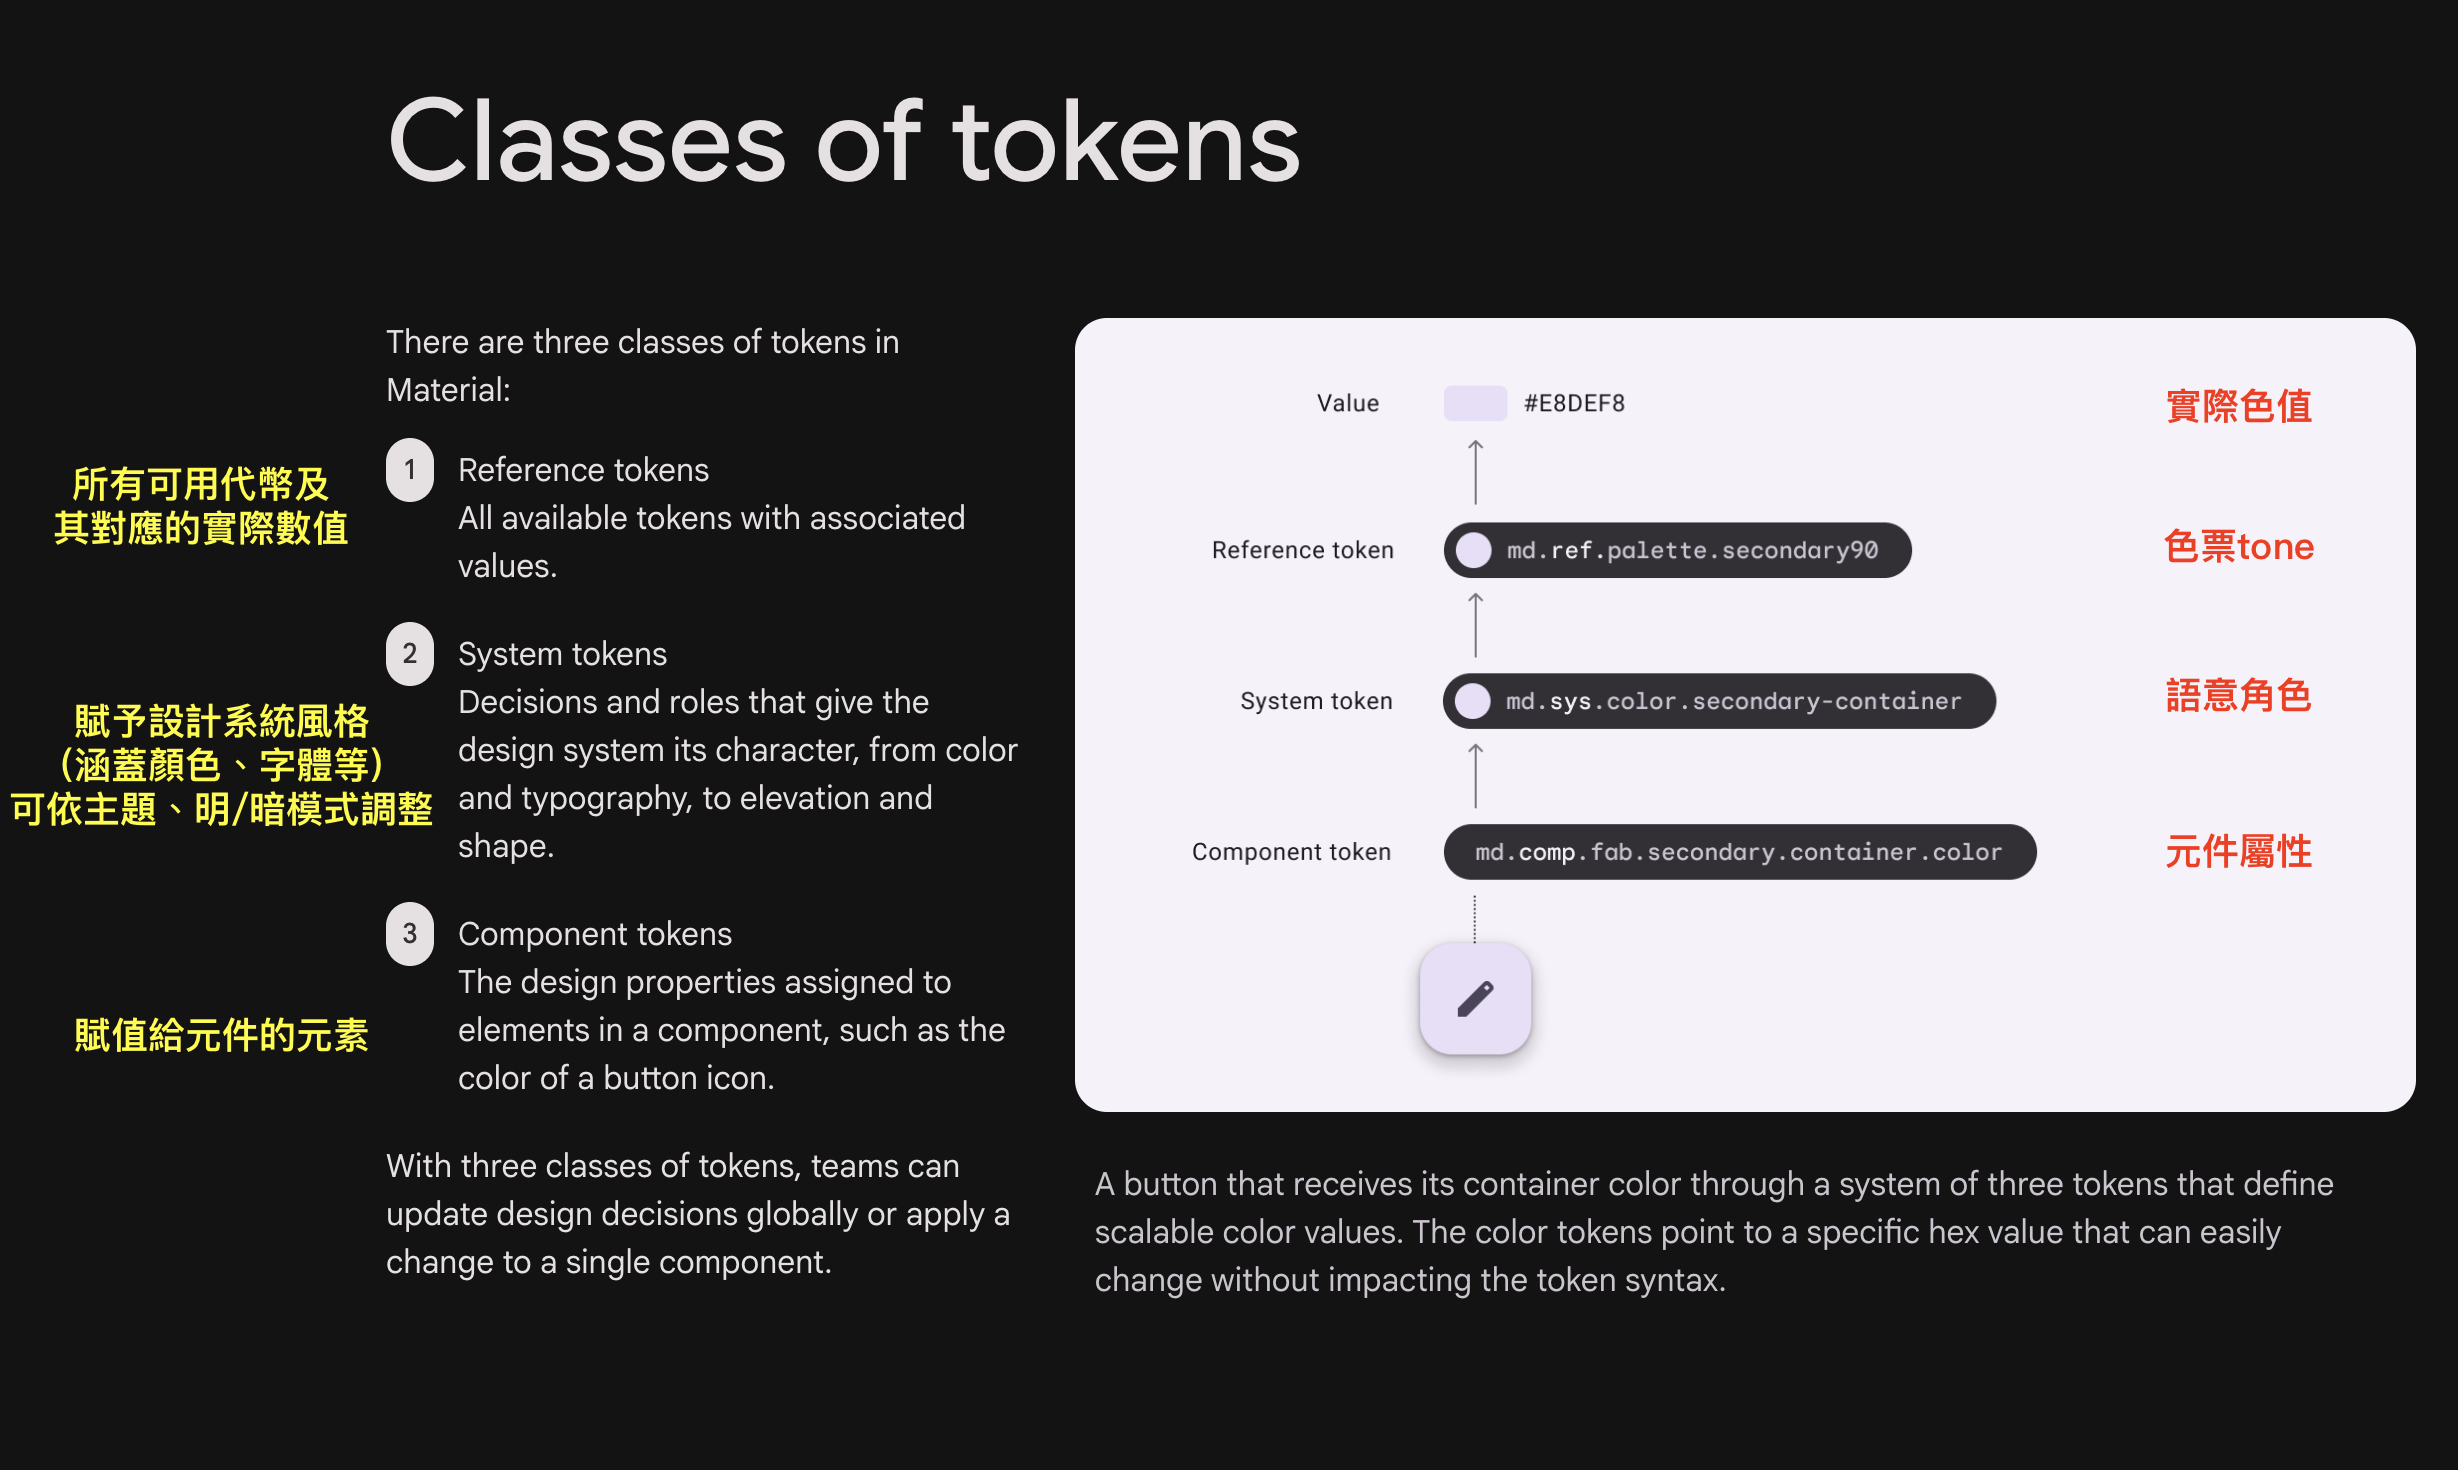 Classes of tokens
There are three classes of tokens in
Material:
所有可用代幣及
其對應的實際數值
1
Reference tokens
All available tokens with associated
values.
賦予設計系統風格
（涵蓋顏色、字體等）
可依主題、明/暗模式調整
2
System tokens
Decisions and roles that give the
design system its character, from color
and typography, to elevation and
shape.
賦值給元件的元素
3
Component tokens
The design properties assigned to
elements in a component, such as the
color of a button icon.
With three classes of tokens, teams can
update design decisions globally or apply a
change to a single component.
Value #E8DEF8 實際色值
Reference token md.ref.palette.secondary90 色票tone
System token md.sys.color.secondary-container 語意角色
Component token md.comp.fab.secondary.container.color 元件屬性
A button that receives its container color through a system of three tokens that define
scalable color values. The color tokens point to a specific hex value that can easily
change without impacting the token syntax.